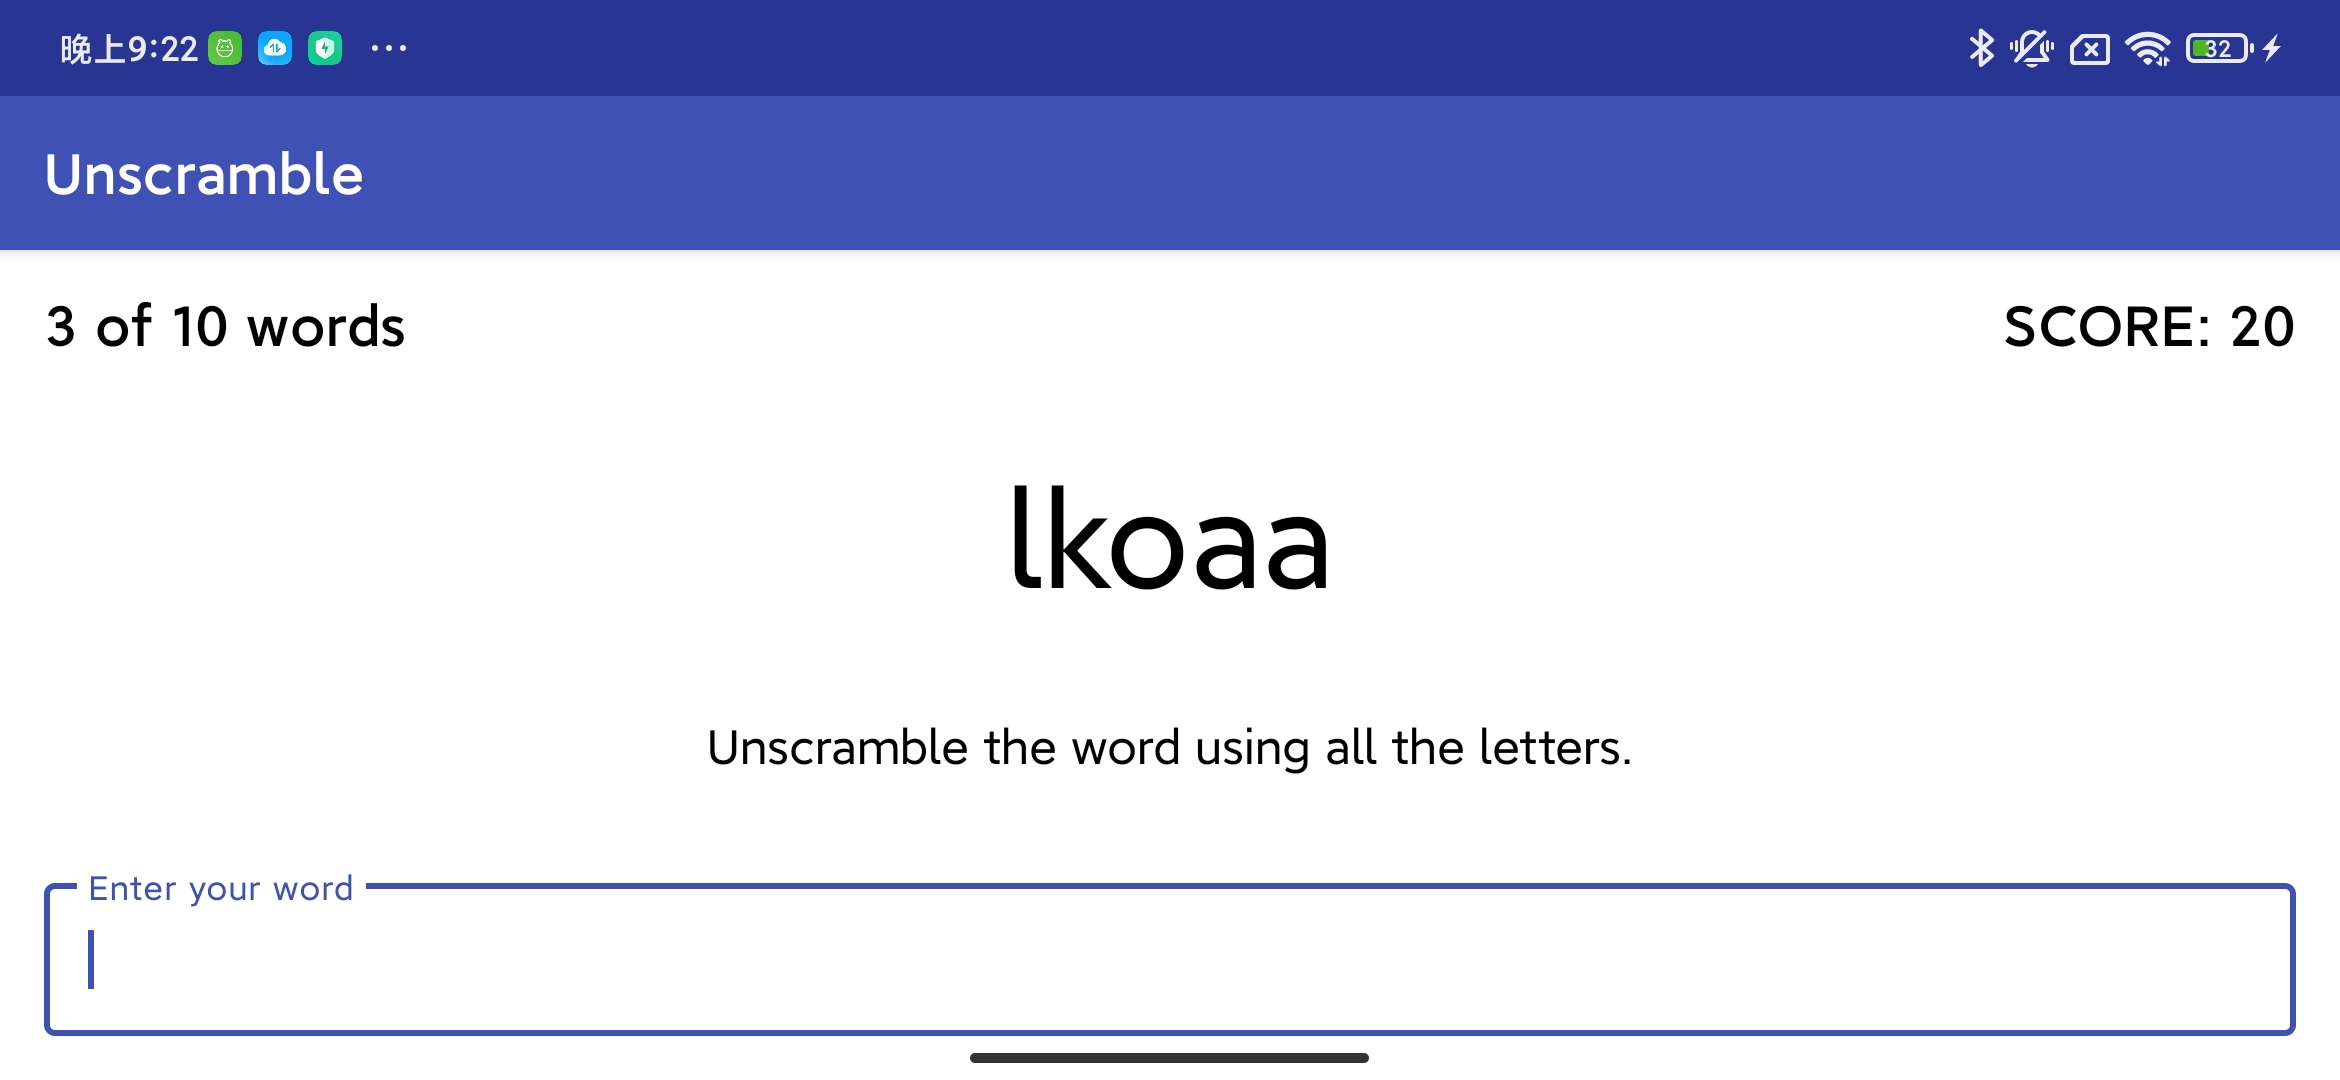 晚上9:22 ...
32
Unscramble
3 of 10 words
SCORE: 20
lkoaa
Unscramble the word using all the letters.
Enter your word